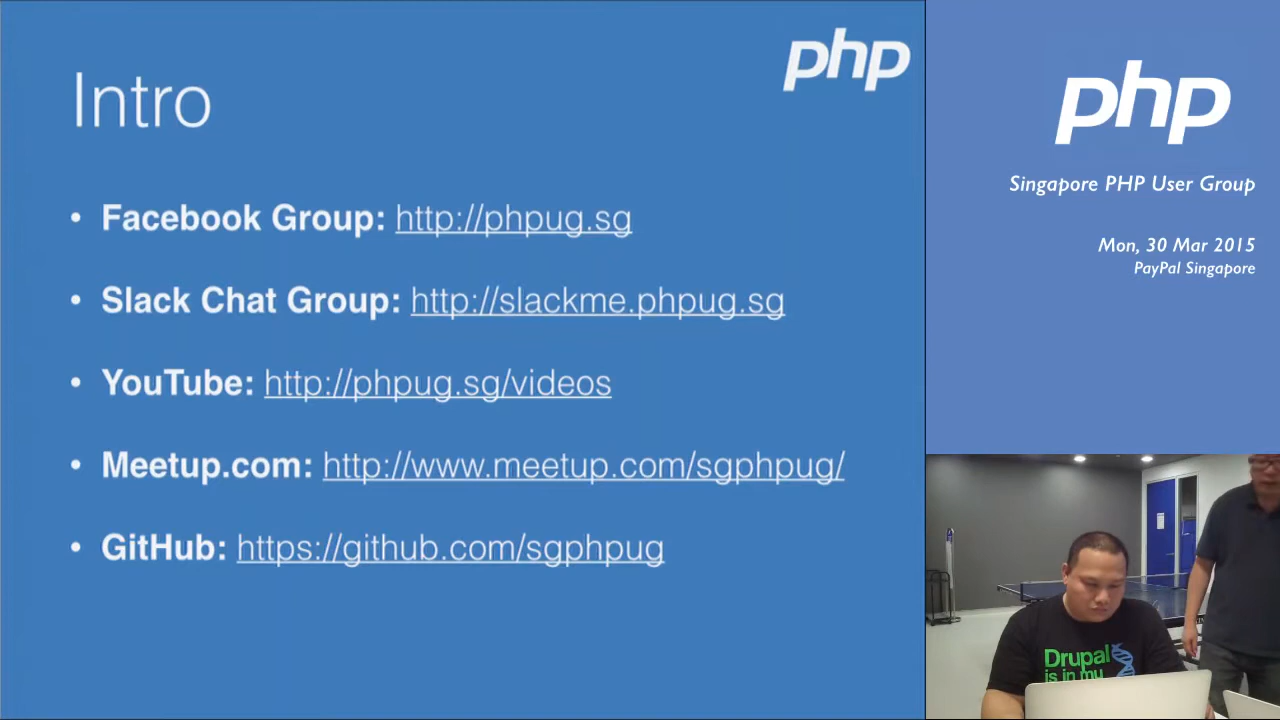 php
Intro
• Facebook Group: http://phpug.sg
• Slack Chat Group: http://slackme.phpug.sg
• YouTube: http://phpug.sg/videos
• Meetup.com: http://www.meetup.com/sgphpug/
• GitHub: https://github.com/sgphpug
php
Singapore PHP User Group
Mon, 30 Mar 2015
PayPal Singapore
Drupal
is in my